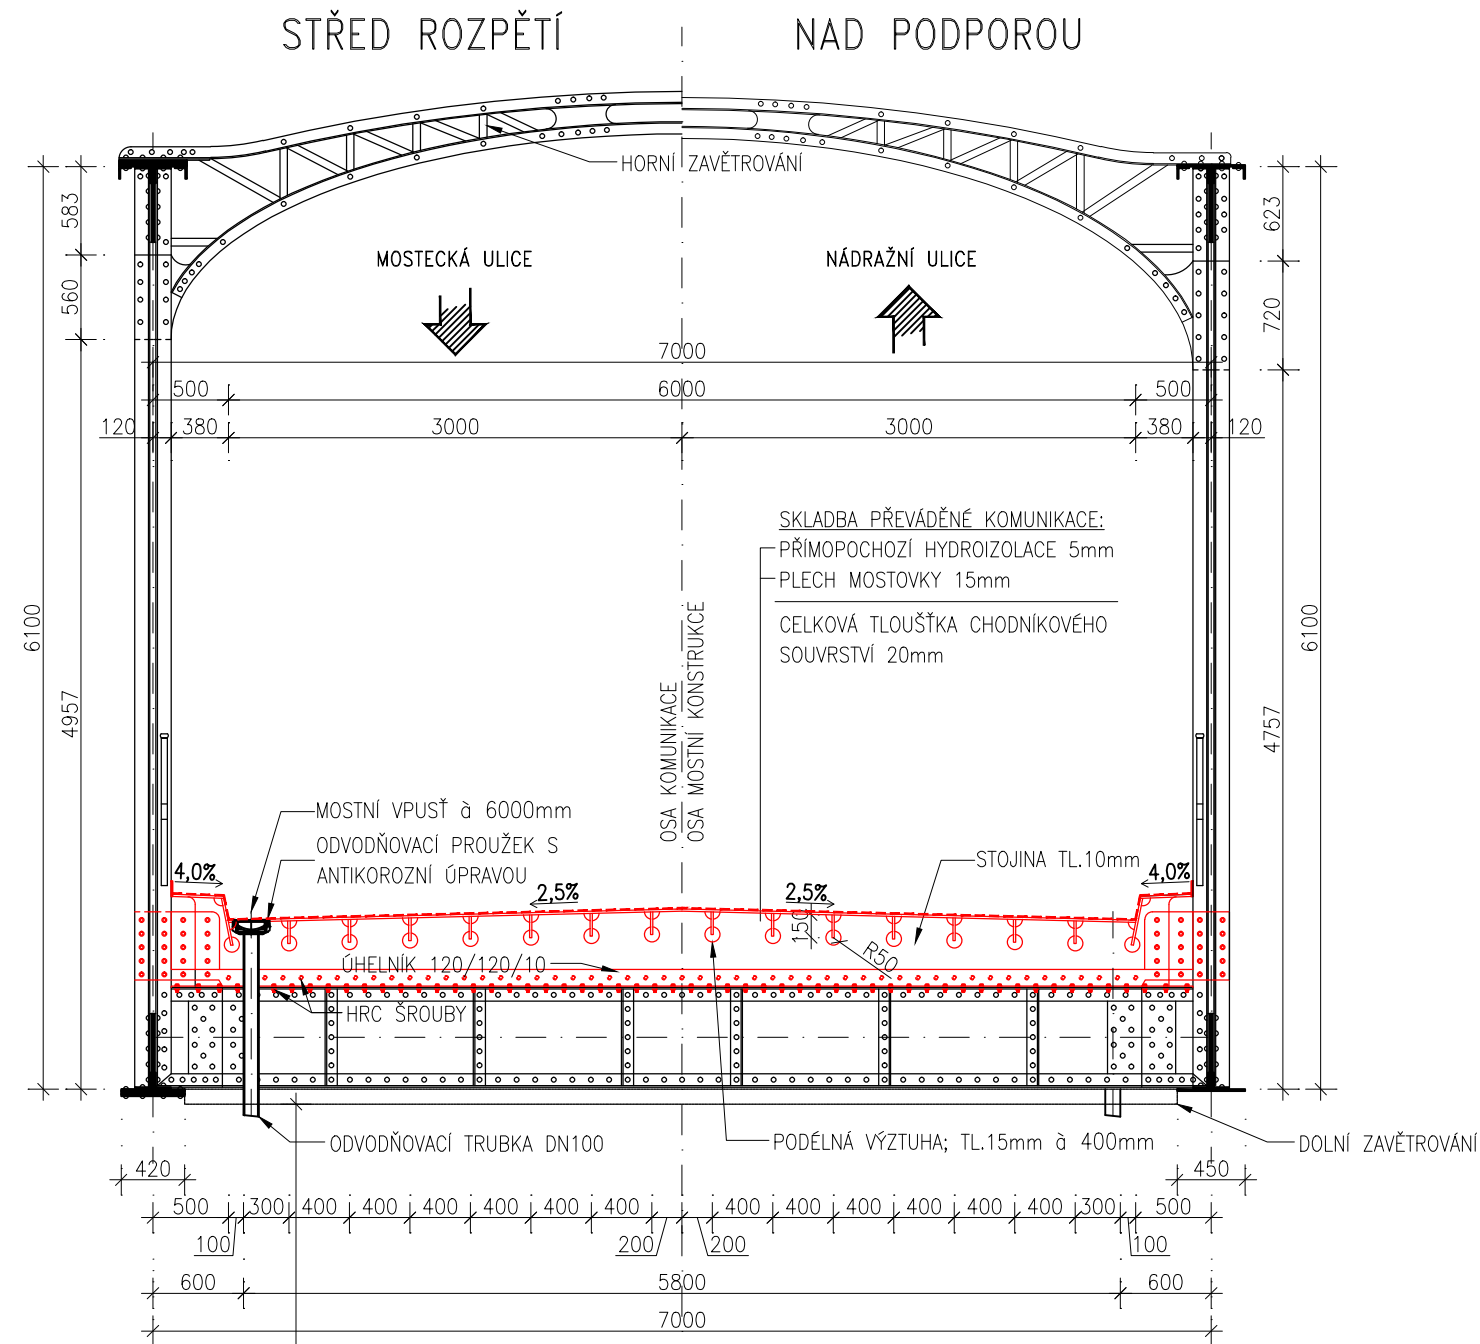 STŘED ROZPĚTÍ
NAD PODPOROU
HORNÍ ZAVĚTROVÁNÍ
583
560
4957
6100
623
720
4757
6100
MOSTECKÁ ULICE
NÁDRAŽNÍ ULICE
7000
500
6000
500
120
380
3000
3000
380
120
SKLADBA PŘEVÁDĚNÉ KOMUNIKACE:
PŘÍMOPOCHOZÍ HYDROIZOLACE 5mm
PLECH MOSTOVKY 15mm
CELKOVÁ TLOUŠŤKA CHODNÍKOVÉHO
SOUVRSTVÍ 20mm
OSA KOMUNIKACE
OSA MOSTNÍ KONSTRUKCE
MOSTNÍ VPUSŤ à 6000mm
ODVODŇOVACÍ PROUŽEK S
ANTIKOROZNÍ ÚPRAVOU
STOJINA TL.10mm
4,0%
2,5%
2,5%
4,0%
150
R50
ÚHELNÍK 120/120/10
HRC ŠROUBY
ODVODŇOVACÍ TRUBKA DN100
PODÉLNÁ VÝZTUHA; TL.15mm à 400mm
DOLNÍ ZAVĚTROVÁNÍ
420
450
500
300
400
400
400
400
400
400
400
400
400
400
400
400
300
500
100
200
200
100
600
5800
600
7000